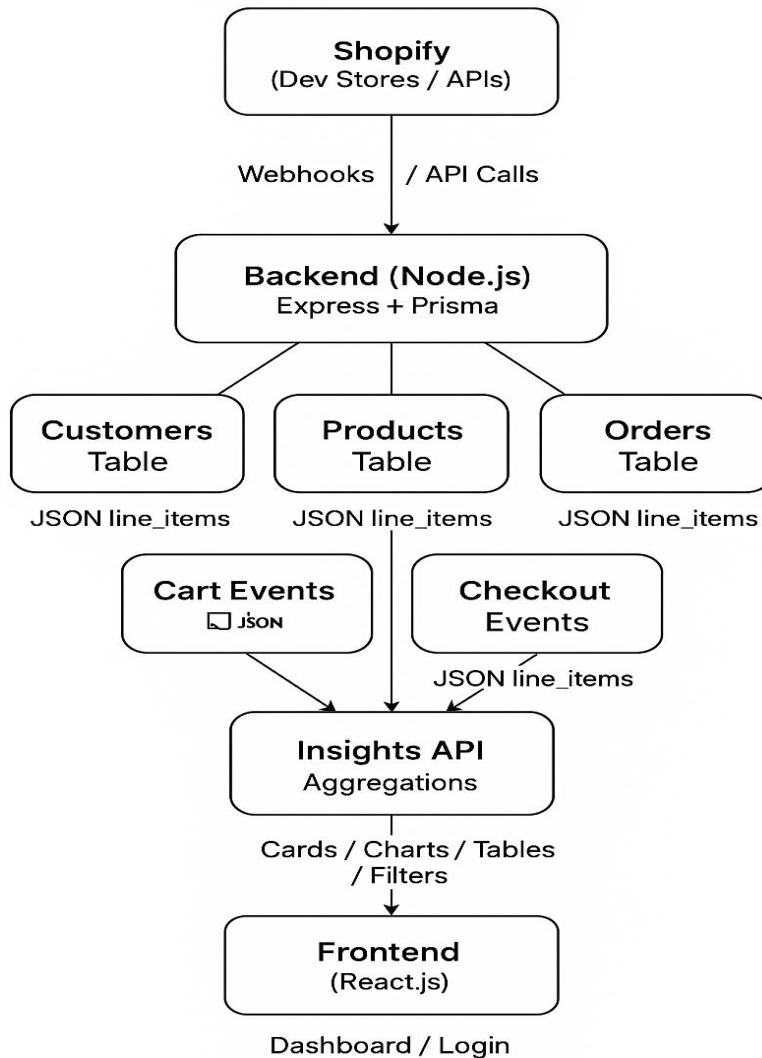 Shopify
(Dev Stores / APIs)
Webhooks / API Calls
Backend (Node.js)
Express + Prisma
Customers
Table
Products
Table
Orders
Table
JSON line_items
JSON line_items
JSON line_items
Cart Events
JSON
Checkout
Events
JSON line_items
Insights API
Aggregations
Cards / Charts / Tables
/ Filters
Frontend
(React.js)
Dashboard / Login